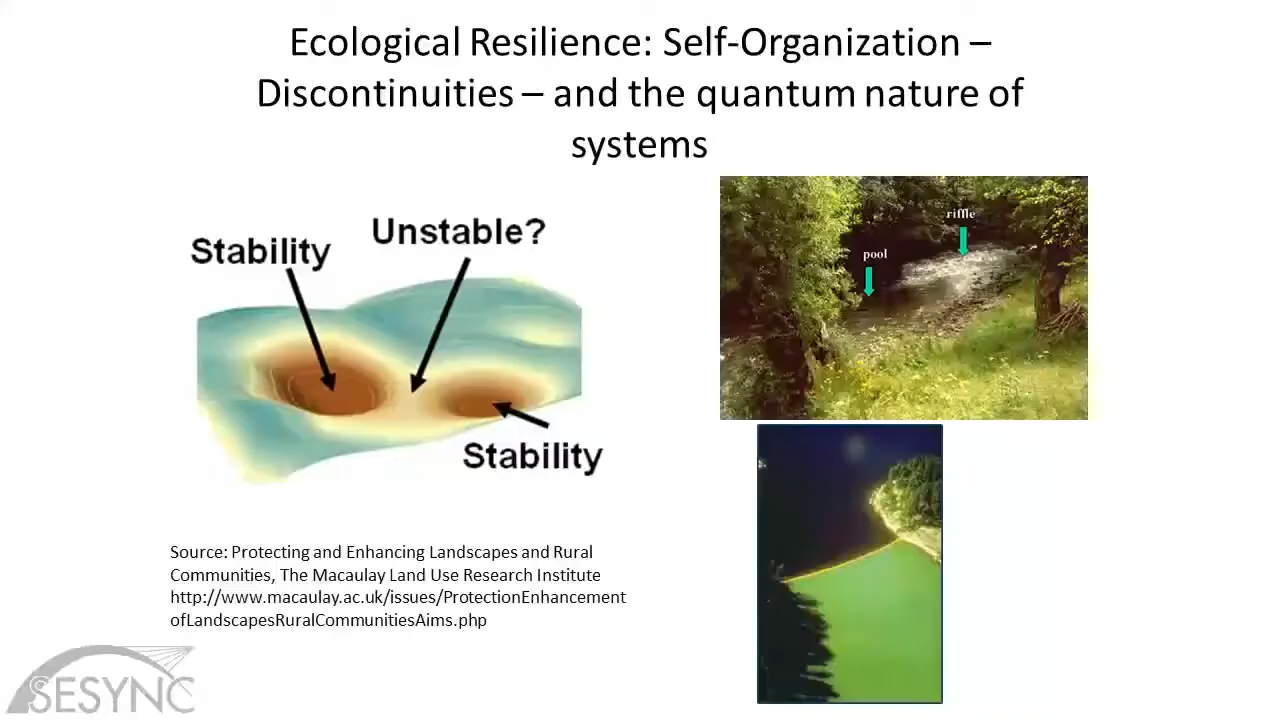 Ecological Resilience: Self-Organization –
Discontinuities – and the quantum nature of
systems
Stability
Unstable?
Stability
riffle
pool
Source: Protecting and Enhancing Landscapes and Rural
Communities, The Macaulay Land Use Research Institute
http://www.macaulay.ac.uk/issues/ProtectionEnhancement
ofLandscapesRuralCommunitiesAims.php
SESYNC